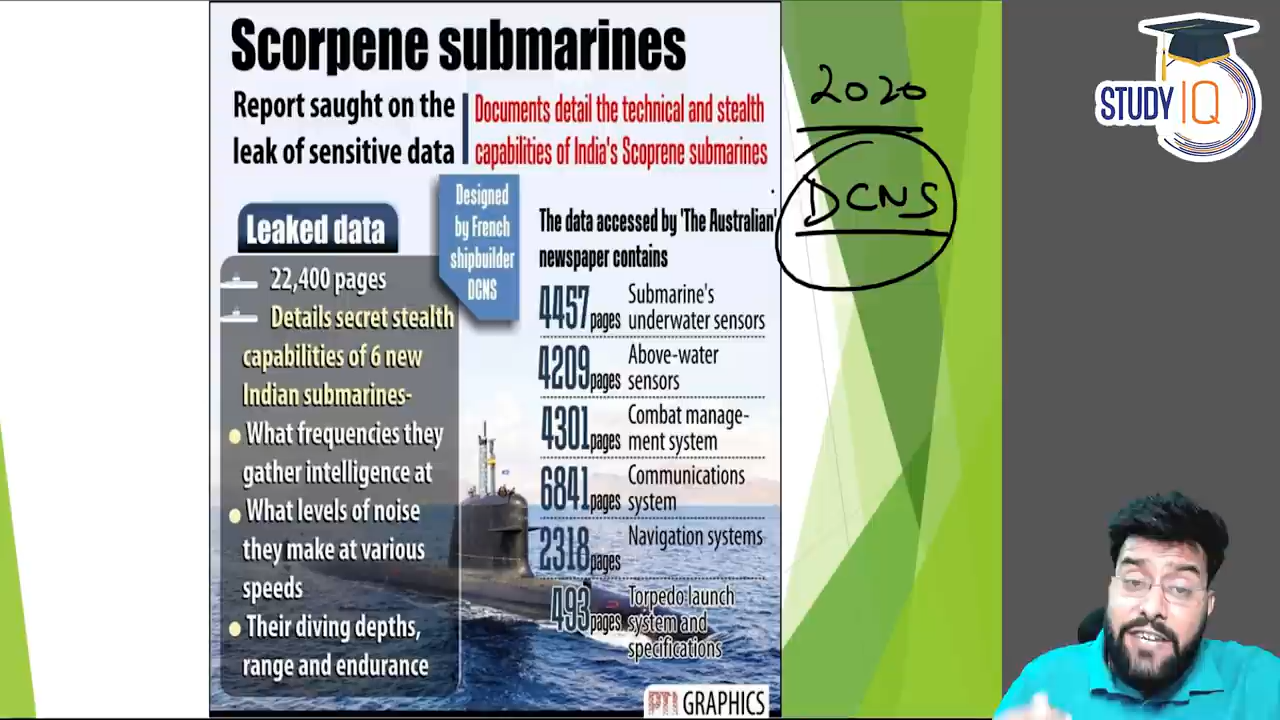 Scorpene submarines
Report saught on the
leak of sensitive data
Documents detail the technical and stealth
capabilities of India's Scoprene submarines
Leaked data
22,400 pages
Details secret stealth
capabilities of 6 new
Indian submarines-
What frequencies they
gather intelligence at
What levels of noise
they make at various
speeds
Their diving depths,
range and endurance
Designed
by French
shipbuilder
DCNS
The data accessed by 'The Australian'
newspaper contains
4457 pages Submarine's
underwater sensors
4209 pages Above-water
sensors
4301 pages Combat manage-
ment system
6841 pages Communications
system
2318 pages Navigation systems
493 pages Torpedo launch
system and
specifications
PTI GRAPHICS
2020
DCNS
STUDY IQ